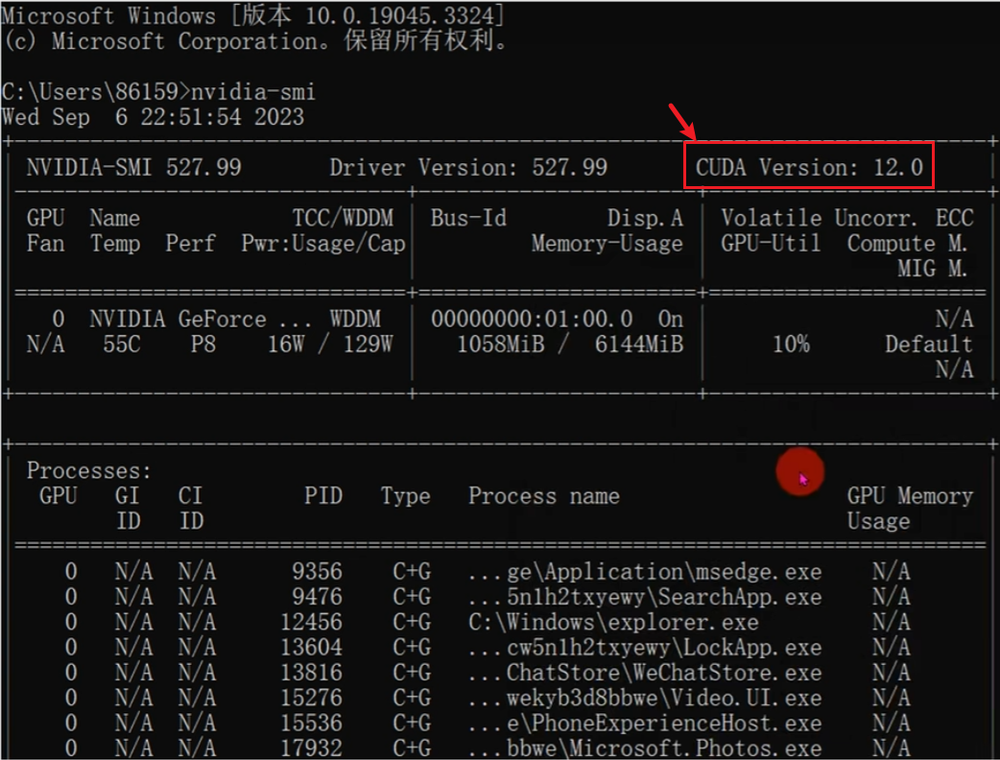 Microsoft Windows [版本 10.0.19045.3324]
(c) Microsoft Corporation。保留所有权利。
C:\Users\86159>nvidia-smi
Wed Sep  6 22:51:54 2023
NVIDIA-SMI 527.99 Driver Version: 527.99 CUDA Version: 12.0
GPU Name TCC/WDDM Bus-Id Disp.A Volatile Uncorr. ECC
Fan Temp Perf Pwr:Usage/Cap Memory-Usage GPU-Util Compute M.
MIG M.
0 NVIDIA GeForce ... WDDM 00000000:01:00.0 On N/A
N/A 55C P8 16W / 129W 1058MiB / 6144MiB 10% Default
N/A
Processes:
GPU GI CI PID Type Process name GPU Memory
ID ID Usage
0 N/A N/A 9356 C+G ...ge\Application\msedge.exe N/A
0 N/A N/A 9476 C+G ...5n1h2txyewy\SearchApp.exe N/A
0 N/A N/A 12456 C+G C:\Windows\explorer.exe N/A
0 N/A N/A 13604 C+G ...cw5n1h2txyewy\LockApp.exe N/A
0 N/A N/A 13816 C+G ...ChatStore\WeChatStore.exe N/A
0 N/A N/A 15276 C+G ...wekyb3d8bbwe\Video.UI.exe N/A
0 N/A N/A 15536 C+G ...e\PhoneExperienceHost.exe N/A
0 N/A N/A 17932 C+G ...bbwe\Microsoft.Photos.exe N/A